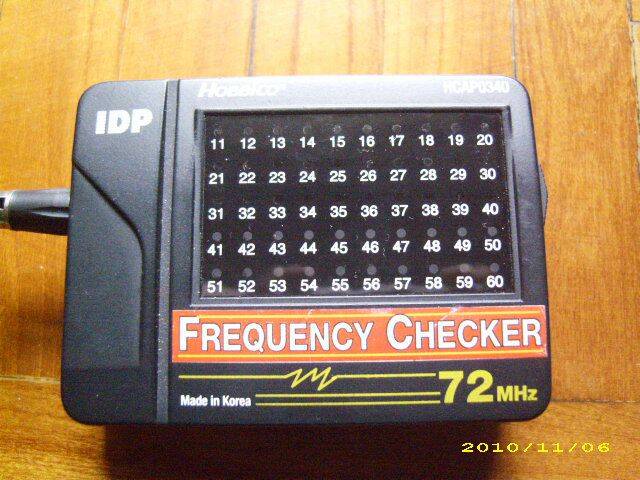 HOBBICO HCAP0340
IDP
11 12 13 14 15 16 17 18 19 20
21 22 23 24 25 26 27 28 29 30
31 32 33 34 35 36 37 38 39 40
41 42 43 44 45 46 47 48 49 50
51 52 53 54 55 56 57 58 59 60
FREQUENCY CHECKER
Made in Korea
72 MHz
2010/11/06